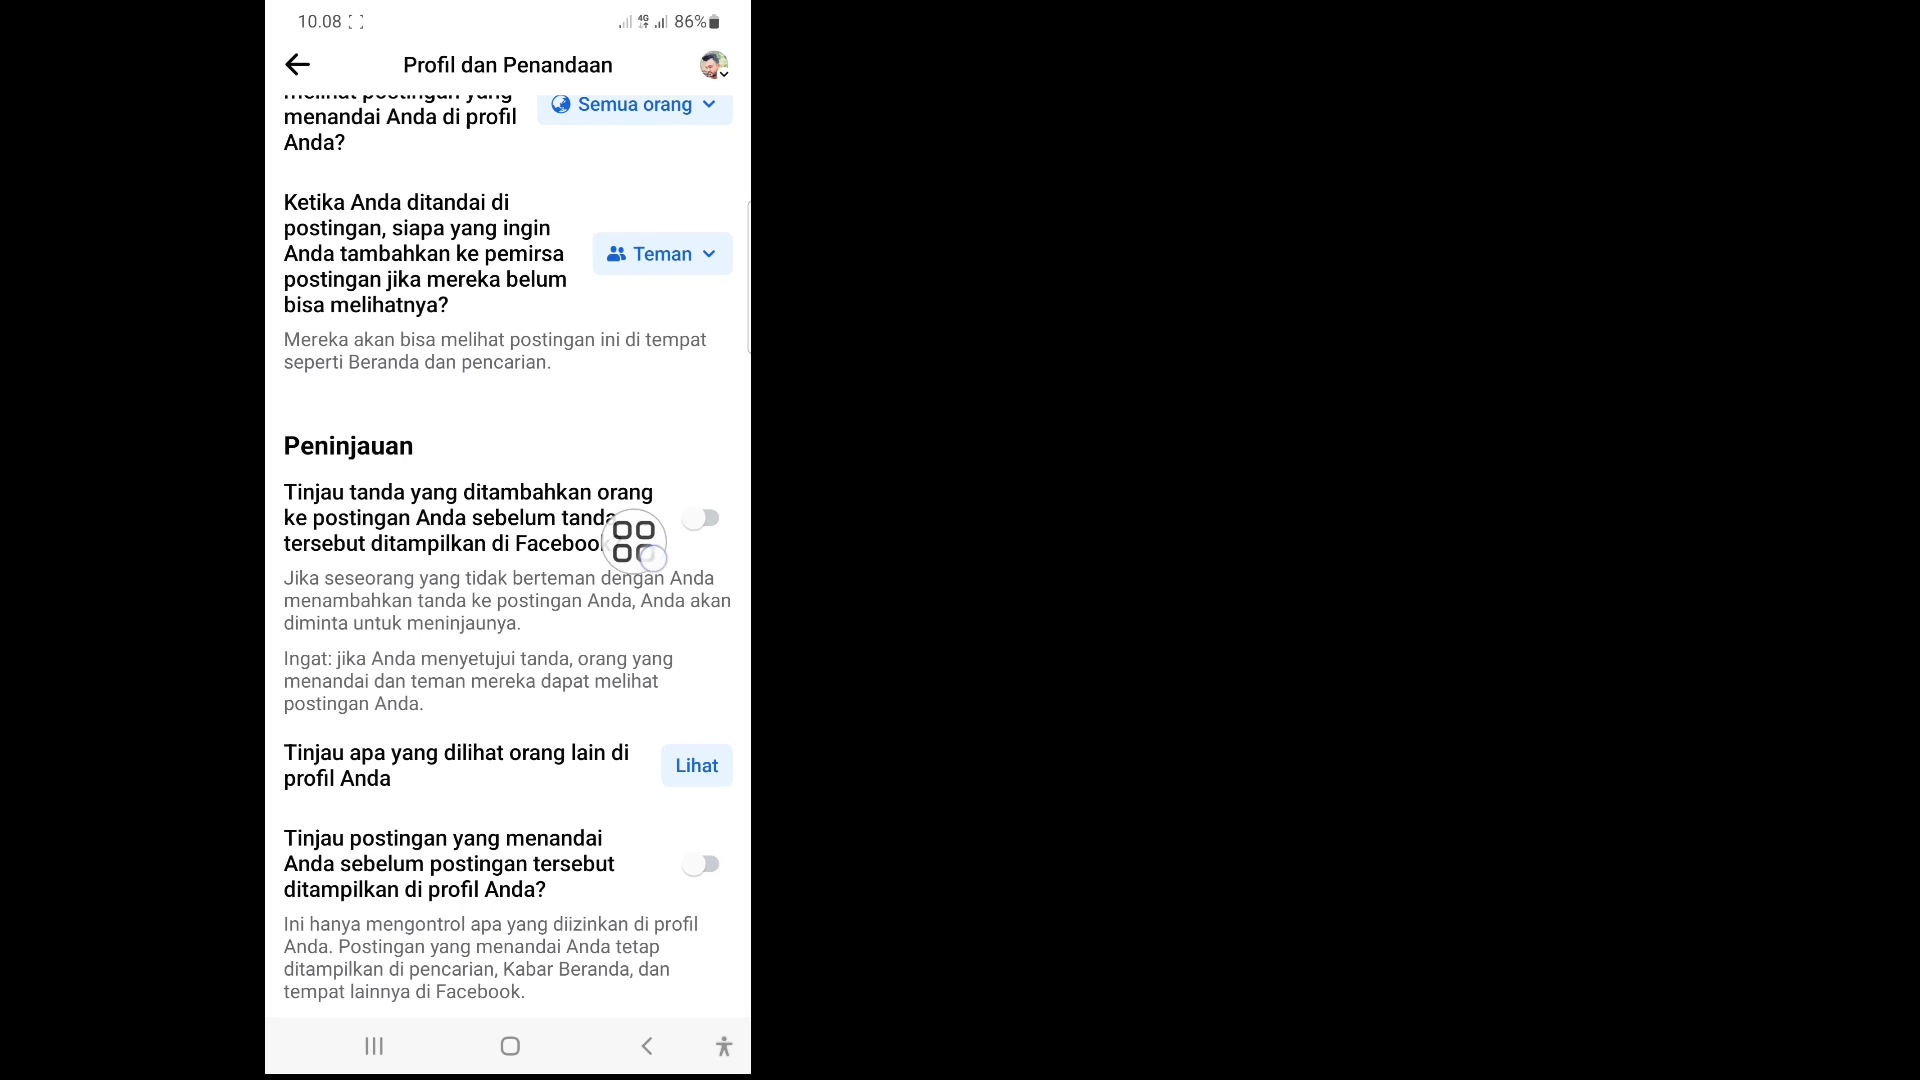 10.08
4G
86%
Profil dan Penandaan
melihat postingan yang
menandai Anda di profil
Anda?
Semua orang
Ketika Anda ditandai di
postingan, siapa yang ingin
Anda tambahkan ke pemirsa
postingan jika mereka belum
bisa melihatnya?
Teman
Mereka akan bisa melihat postingan ini di tempat
seperti Beranda dan pencarian.
Peninjauan
Tinjau tanda yang ditambahkan orang
ke postingan Anda sebelum tanda
tersebut ditampilkan di Facebook
Jika seseorang yang tidak berteman dengan Anda
menambahkan tanda ke postingan Anda, Anda akan
diminta untuk meninjaunya.
Ingat: jika Anda menyetujui tanda, orang yang
menandai dan teman mereka dapat melihat
postingan Anda.
Tinjau apa yang dilihat orang lain di
profil Anda
Lihat
Tinjau postingan yang menandai
Anda sebelum postingan tersebut
ditampilkan di profil Anda?
Ini hanya mengontrol apa yang diizinkan di profil
Anda. Postingan yang menandai Anda tetap
ditampilkan di pencarian, Kabar Beranda, dan
tempat lainnya di Facebook.